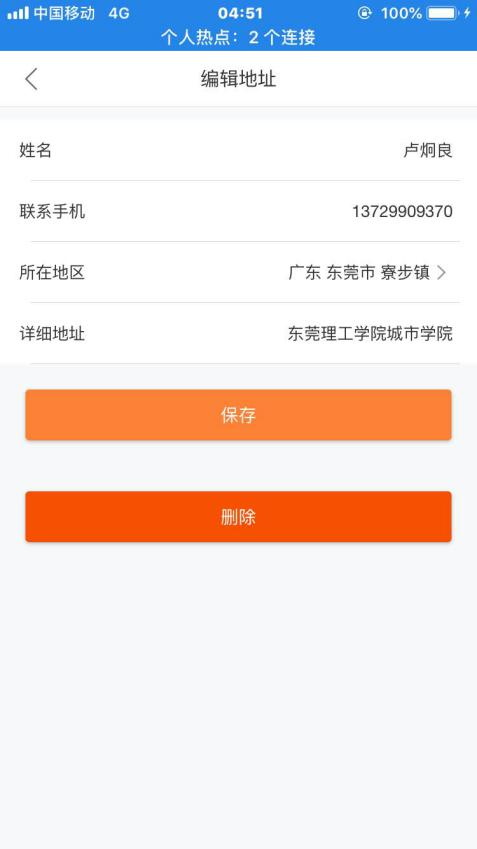 中国移动 4G 04:51 100%
个人热点：2 个连接
编辑地址
姓名 卢炯良
联系手机 13729909370
所在地区 广东 东莞市 寮步镇
详细地址 东莞理工学院城市学院
保存
删除